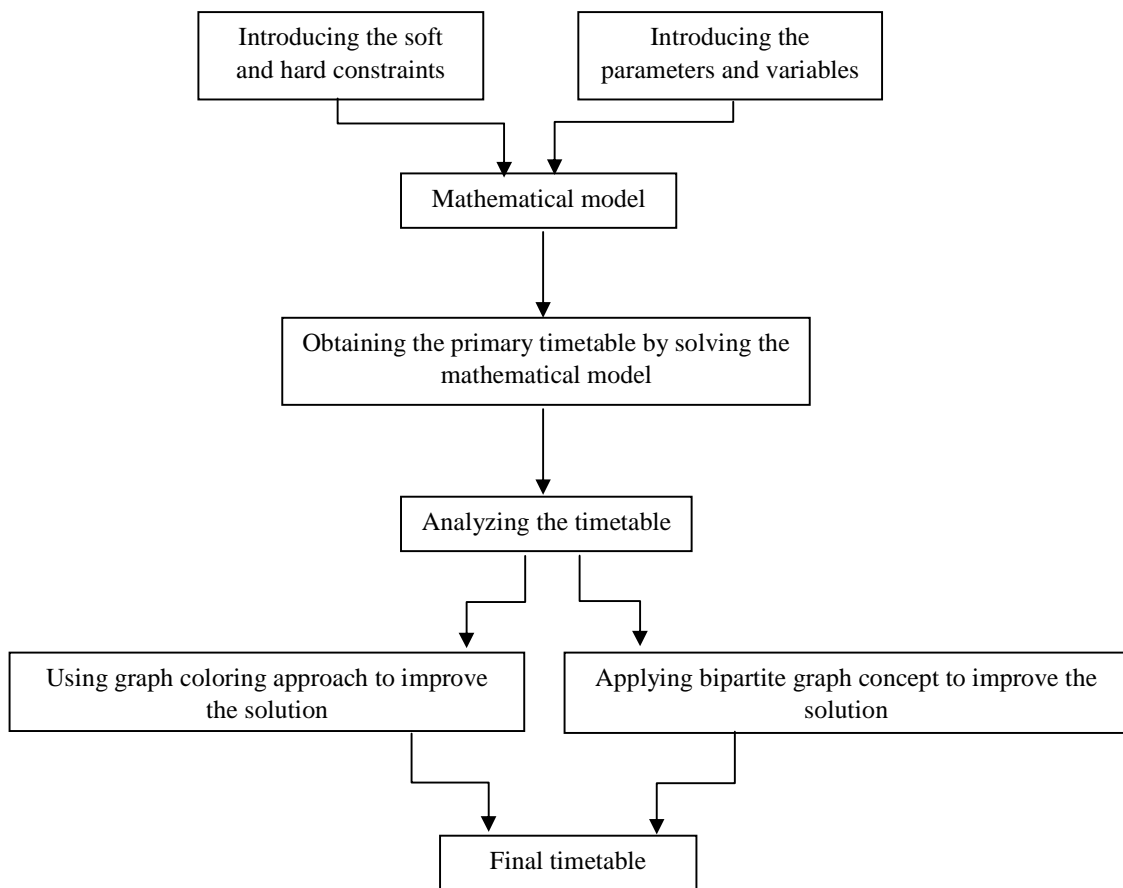 Introducing the soft
and hard constraints
Introducing the
parameters and variables
Mathematical model
Obtaining the primary timetable by solving the
mathematical model
Analyzing the timetable
Using graph coloring approach to improve
the solution
Applying bipartite graph concept to improve the
solution
Final timetable